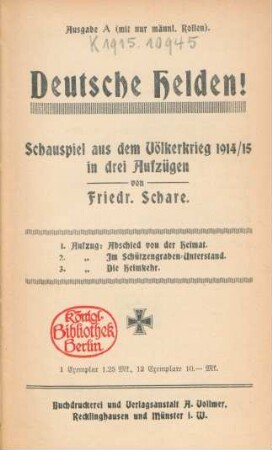 Ausgabe A (mit nur männl. Rollen).
K1915.10945
Deutsche Helden!
Schauspiel aus dem Völkerkrieg 1914/15
in drei Aufzügen
von
Friedr. Schare.
1. Aufzug: Abschied von der Heimat.
2. „ Im Schützengraben-Unterstand.
3. „ Die Heimkehr.
Königl.
Bibliothek
Berlin
1 Exemplar 1.25 Mk., 12 Exemplare 10.— Mk.
Buchdruckerei und Verlagsanstalt A. Vollmer,
Recklinghausen und Münster i. W.